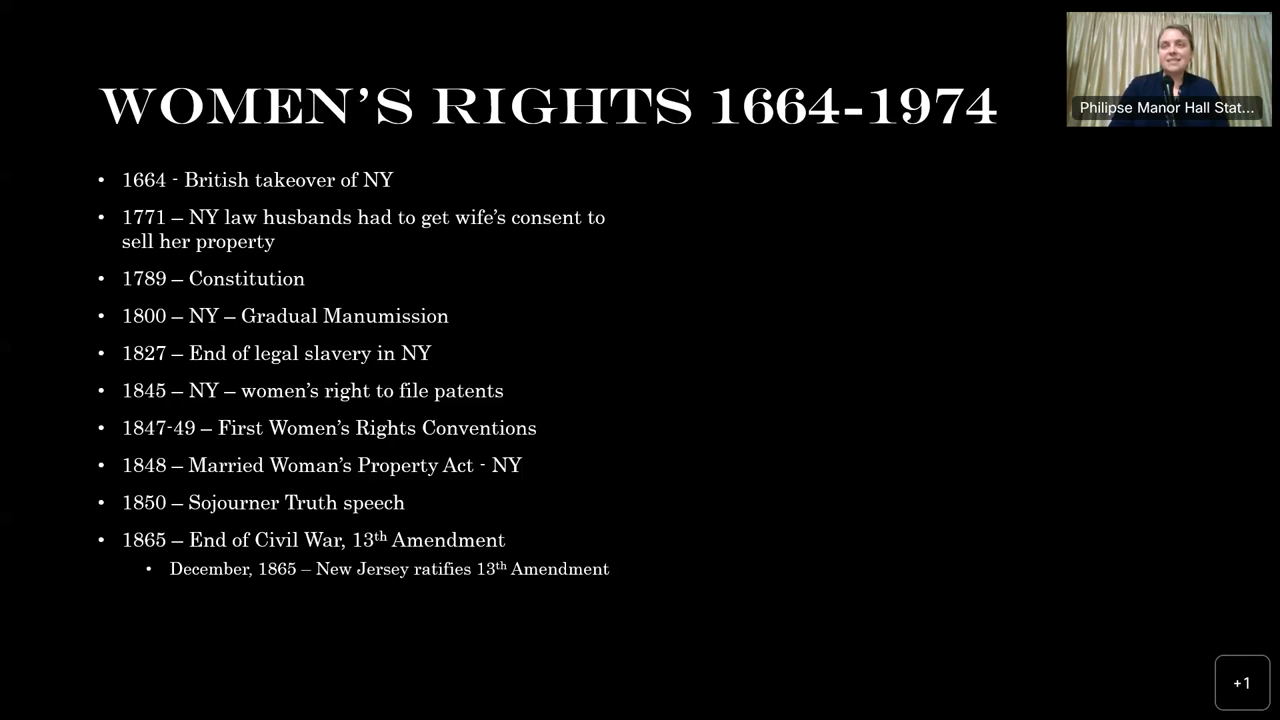 WOMEN'S RIGHTS 1664-1974
Philipse Manor Hall Stat...
• 1664 - British takeover of NY
• 1771 – NY law husbands had to get wife's consent to
sell her property
• 1789 – Constitution
• 1800 – NY – Gradual Manumission
• 1827 – End of legal slavery in NY
• 1845 – NY – women's right to file patents
• 1847-49 – First Women's Rights Conventions
• 1848 – Married Woman's Property Act - NY
• 1850 – Sojourner Truth speech
• 1865 – End of Civil War, 13th Amendment
• December, 1865 – New Jersey ratifies 13th Amendment
+1